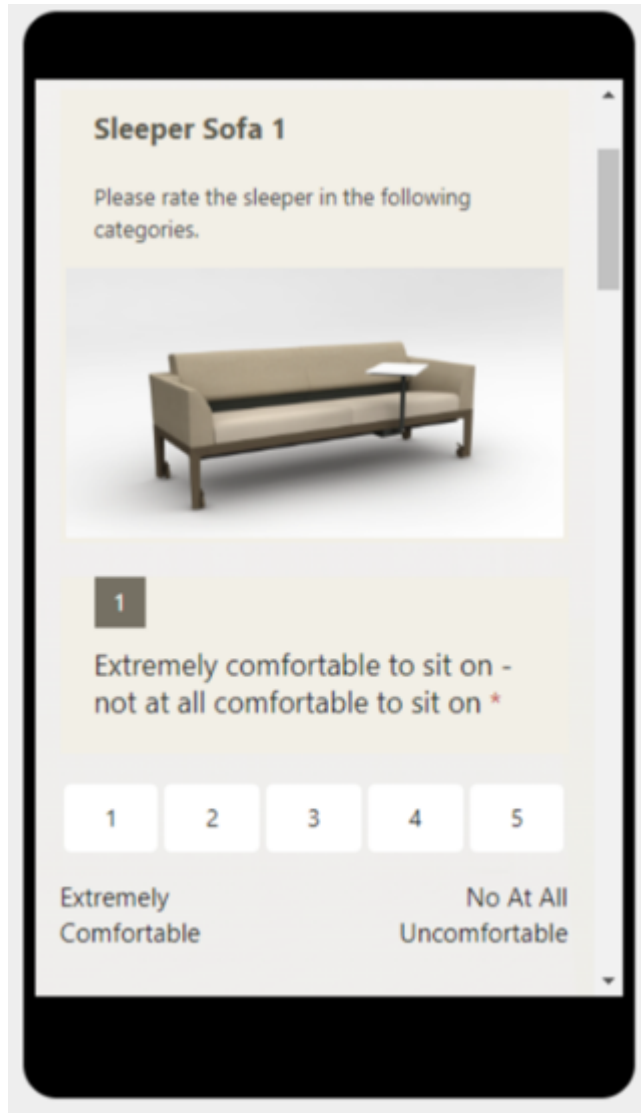 Sleeper Sofa 1
Please rate the sleeper in the following
categories.
1
Extremely comfortable to sit on -
not at all comfortable to sit on *
1 2 3 4 5
Extremely No At All
Comfortable Uncomfortable